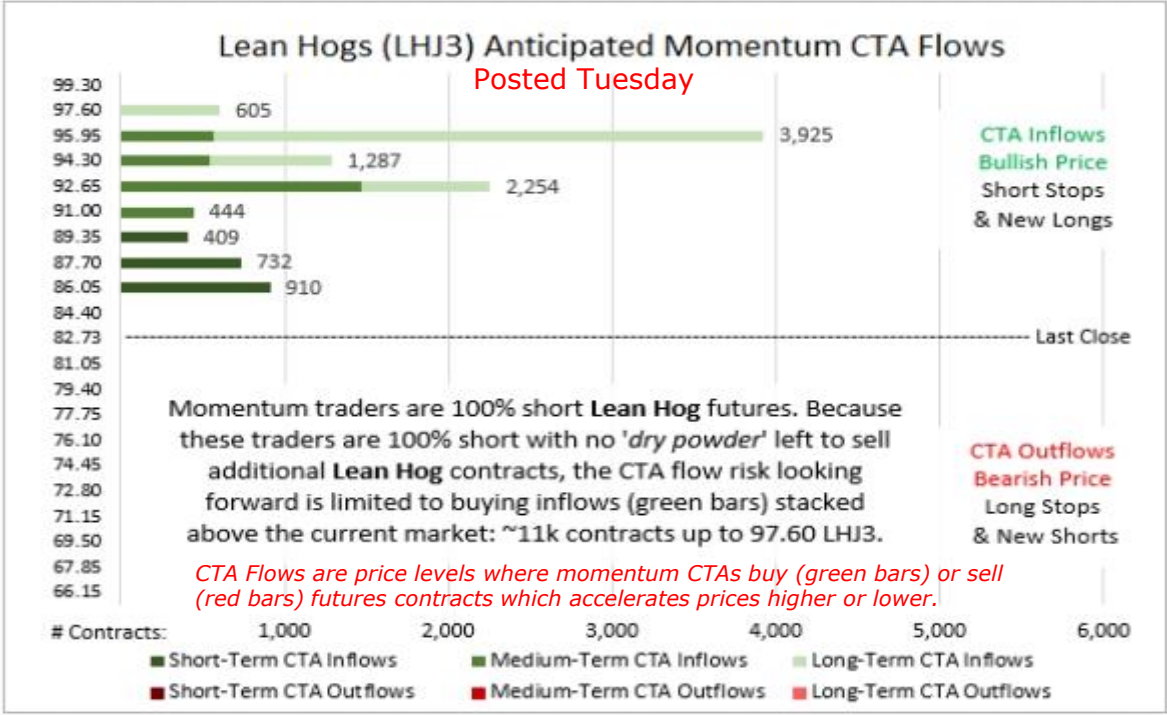 Lean Hogs (LHJ3) Anticipated Momentum CTA Flows
Posted Tuesday
99.30
97.60 605
95.95 3,925
94.30 1,287
92.65 2,254
91.00 444
89.35 409
87.70 732
86.05 910
84.40
82.73 Last Close
81.05
79.40
77.75
76.10
74.45
72.80
71.15
69.50
67.85
66.15
CTA Inflows
Bullish Price
Short Stops
& New Longs
Momentum traders are 100% short Lean Hog futures. Because
these traders are 100% short with no 'dry powder' left to sell
additional Lean Hog contracts, the CTA flow risk looking
forward is limited to buying inflows (green bars) stacked
above the current market: ~11k contracts up to 97.60 LHJ3.
CTA Outflows
Bearish Price
Long Stops
& New Shorts
CTA Flows are price levels where momentum CTAs buy (green bars) or sell
(red bars) futures contracts which accelerates prices higher or lower.
# Contracts: 1,000 2,000 3,000 4,000 5,000 6,000
Short-Term CTA Inflows Medium-Term CTA Inflows Long-Term CTA Inflows
Short-Term CTA Outflows Medium-Term CTA Outflows Long-Term CTA Outflows